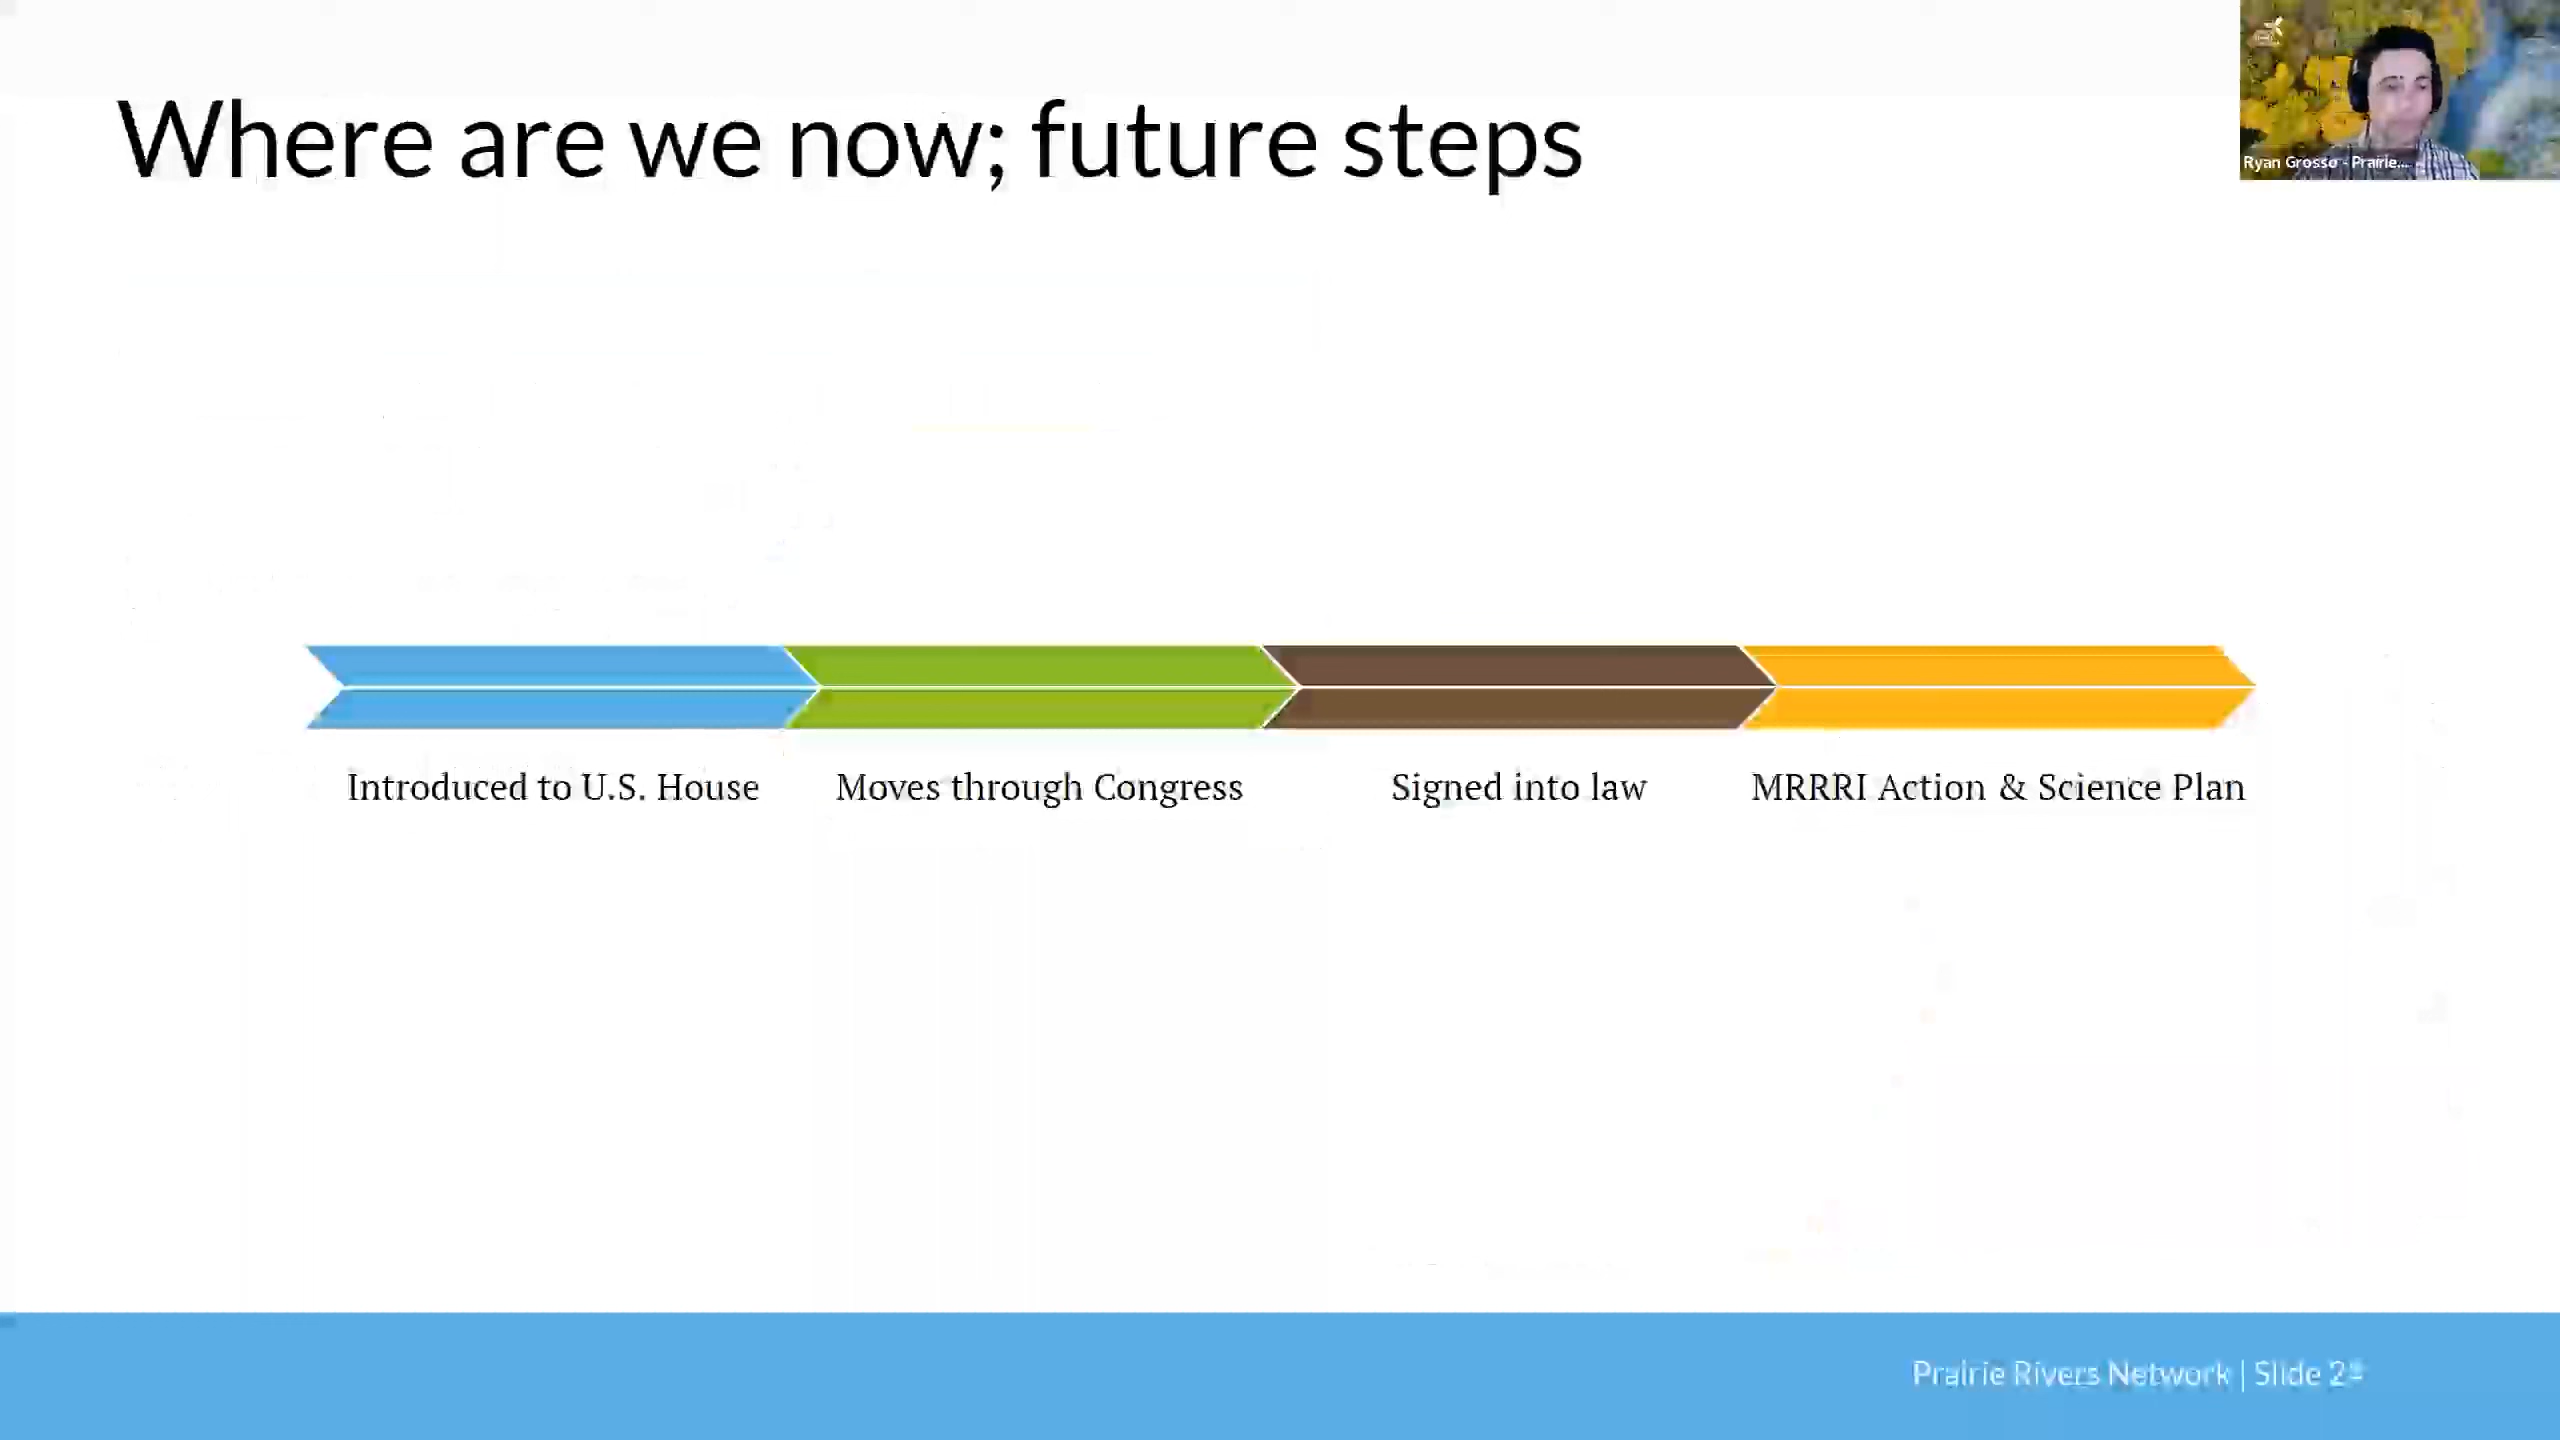 Where are we now; future steps
Ryan Grosso - Prairie...
Introduced to U.S. House
Moves through Congress
Signed into law
MRRRI Action & Science Plan
Prairie Rivers Network | Slide